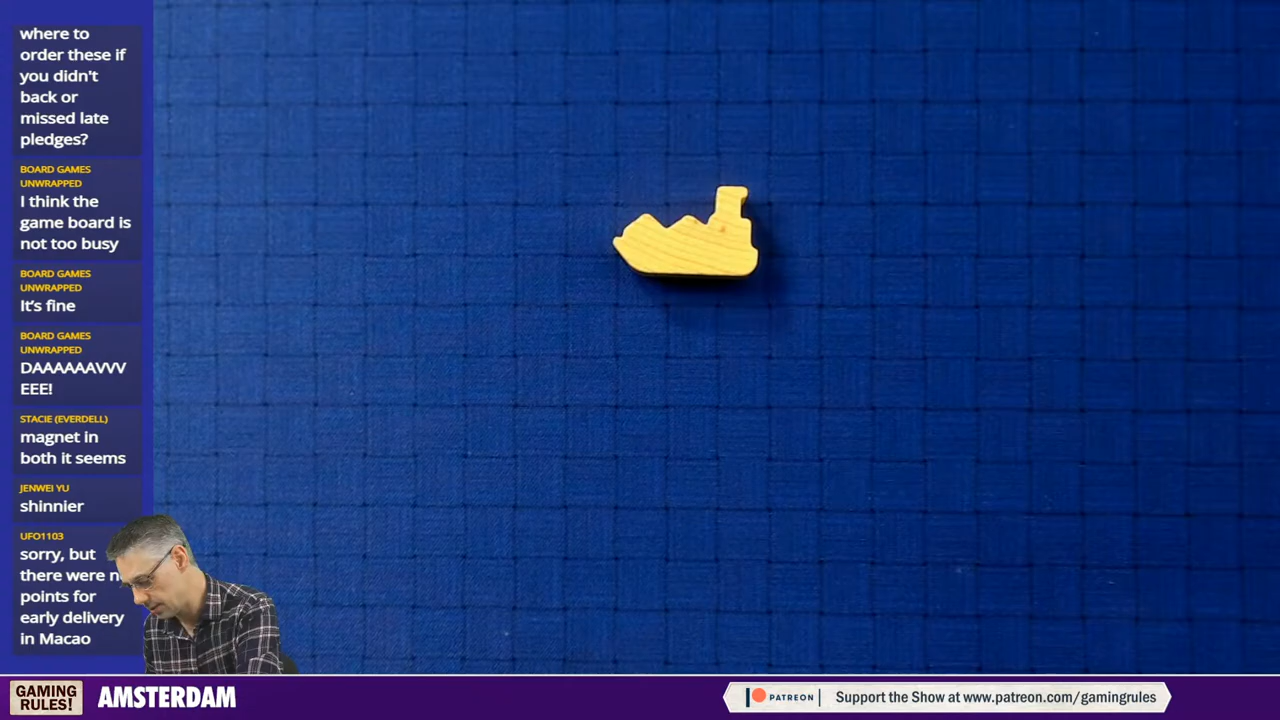 where to
order these if
you didn't
back or
missed late
pledges?
BOARD GAMES
UNWRAPPED
I think the
game board is
not too busy
BOARD GAMES
UNWRAPPED
It's fine
BOARD GAMES
UNWRAPPED
DAAAAAAVVV
EEE!
STACIE (EVERDELL)
magnet in
both it seems
JENWEI YU
shinnier
UFO1103
sorry, but
there were
points for
early delivery
in Macao
GAMING
RULES!
AMSTERDAM
PATREON
Support the Show at www.patreon.com/gamingrules